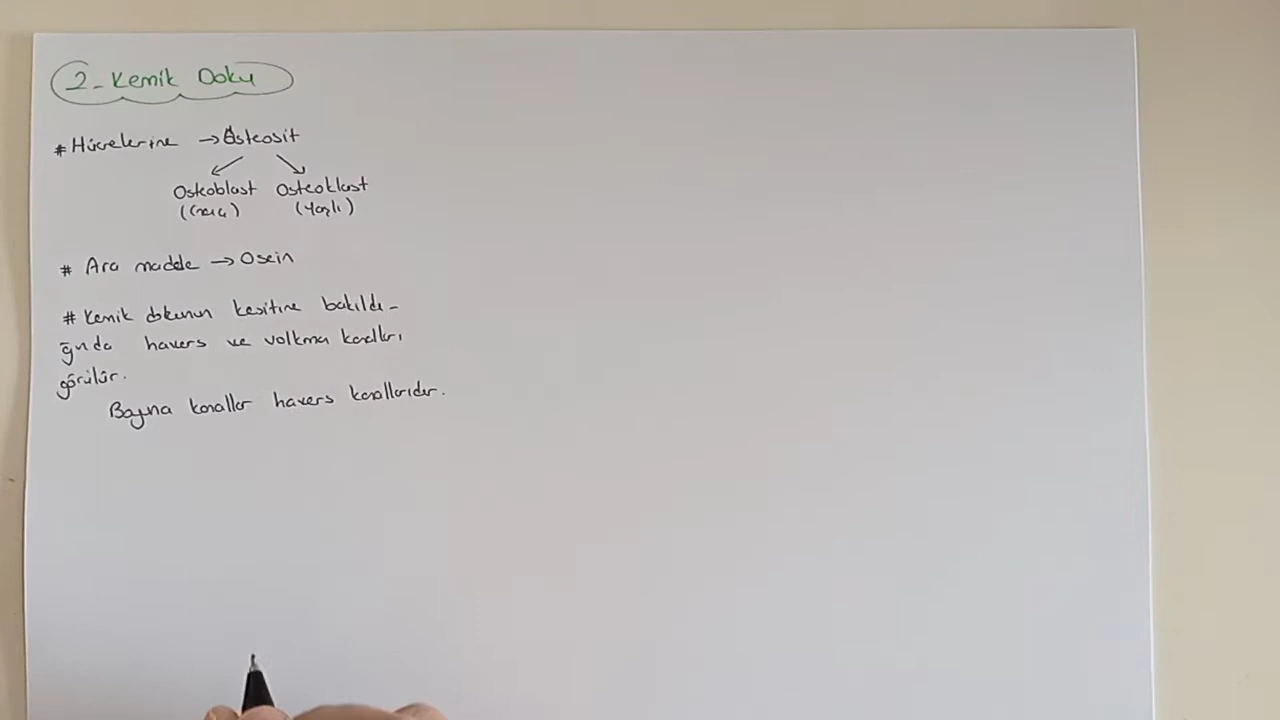 2- Kemik Doku
# Hücrelerine → Osteosit
Osteoblast Osteoklast
(Genç) (Yaşlı)
# Ara madde → Osein
# Kemik dokunun kesitine bakıldı-
ğında havers ve volkman kanalları
görülür.
Boyuna kanallar havers kanallarıdır.